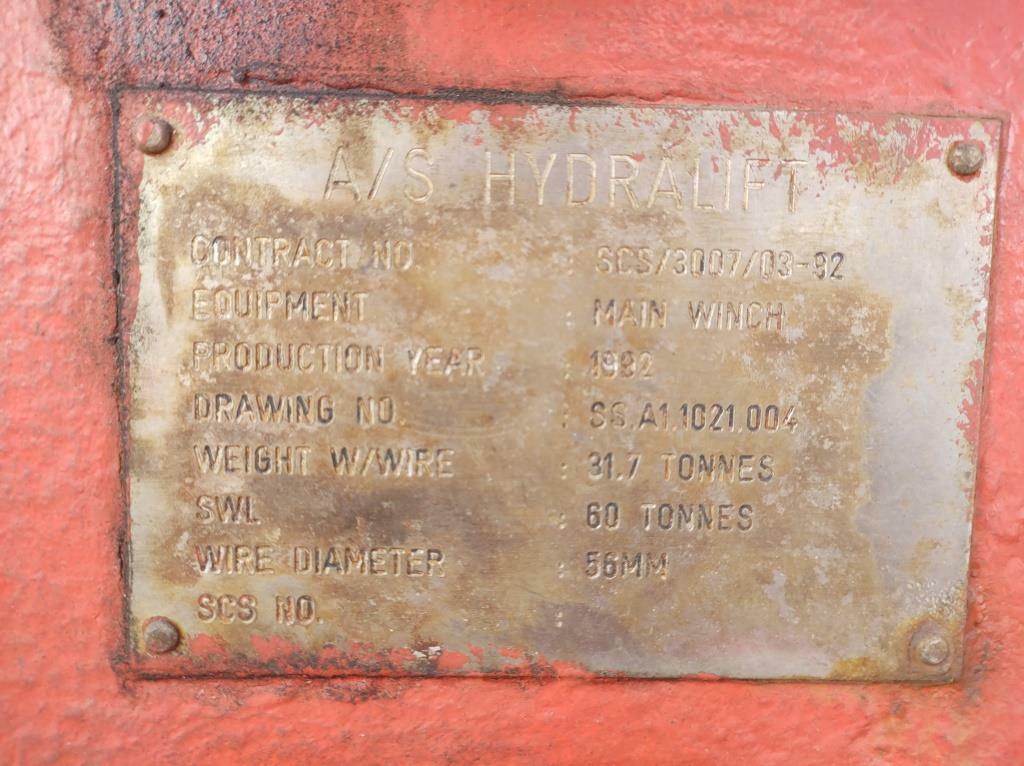 A/S HYDRALIFT
CONTRACT NO. : SCS/3007/03-92
EQUIPMENT : MAIN WINCH
PRODUCTION YEAR : 1992
DRAWING NO. : SS.A1.1021.004
WEIGHT W/WIRE : 31.7 TONNES
SWL : 60 TONNES
WIRE DIAMETER : 56MM
SCS NO. :